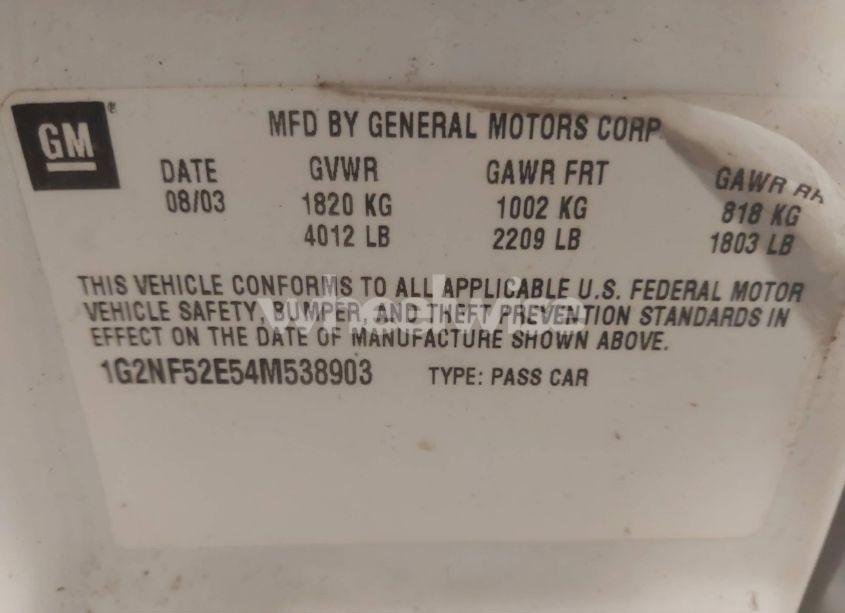 GM®
MFD BY GENERAL MOTORS CORP
DATE GVWR GAWR FRT GAWR RR
08/03 1820 KG 1002 KG 818 KG
4012 LB 2209 LB 1803 LB
THIS VEHICLE CONFORMS TO ALL APPLICABLE U.S. FEDERAL MOTOR
VEHICLE SAFETY, BUMPER, AND THEFT PREVENTION STANDARDS IN
EFFECT ON THE DATE OF MANUFACTURE SHOWN ABOVE.
1G2NF52E54M538903 TYPE: PASS CAR